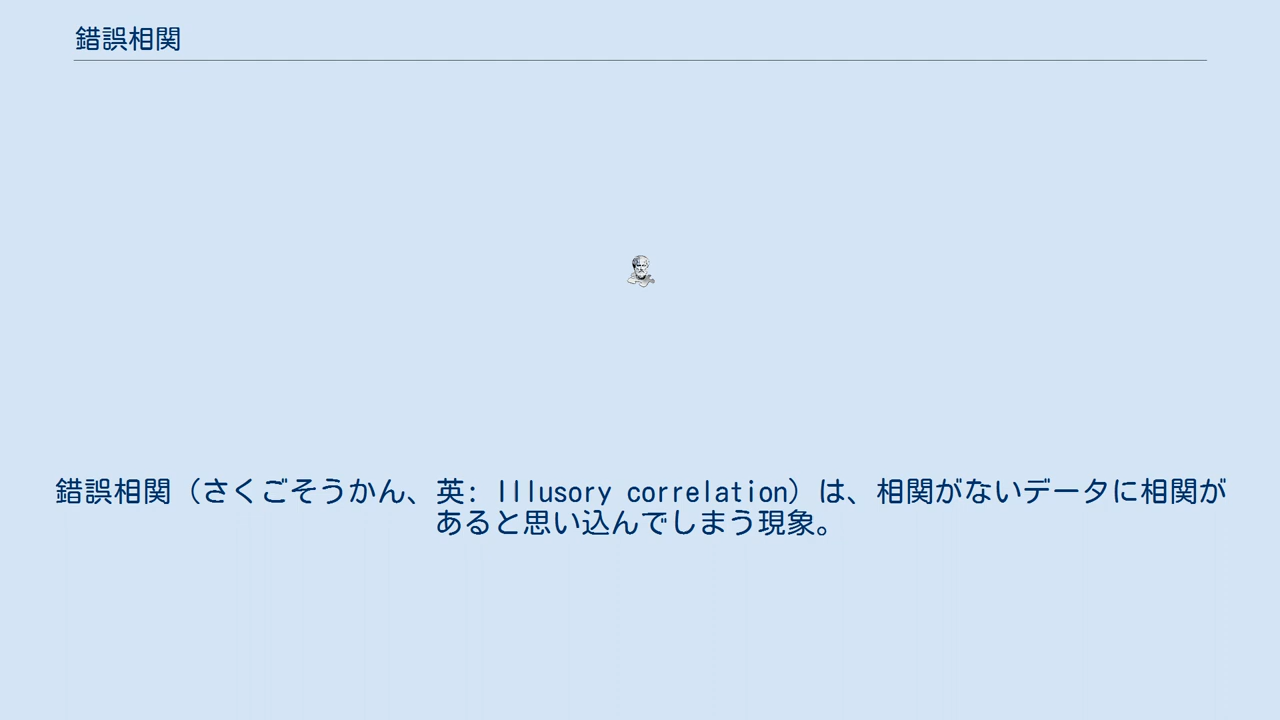 錯誤相関
錯誤相関（さくごそうかん、英: Illusory correlation）は、相関がないデータに相関が
あると思い込んでしまう現象。